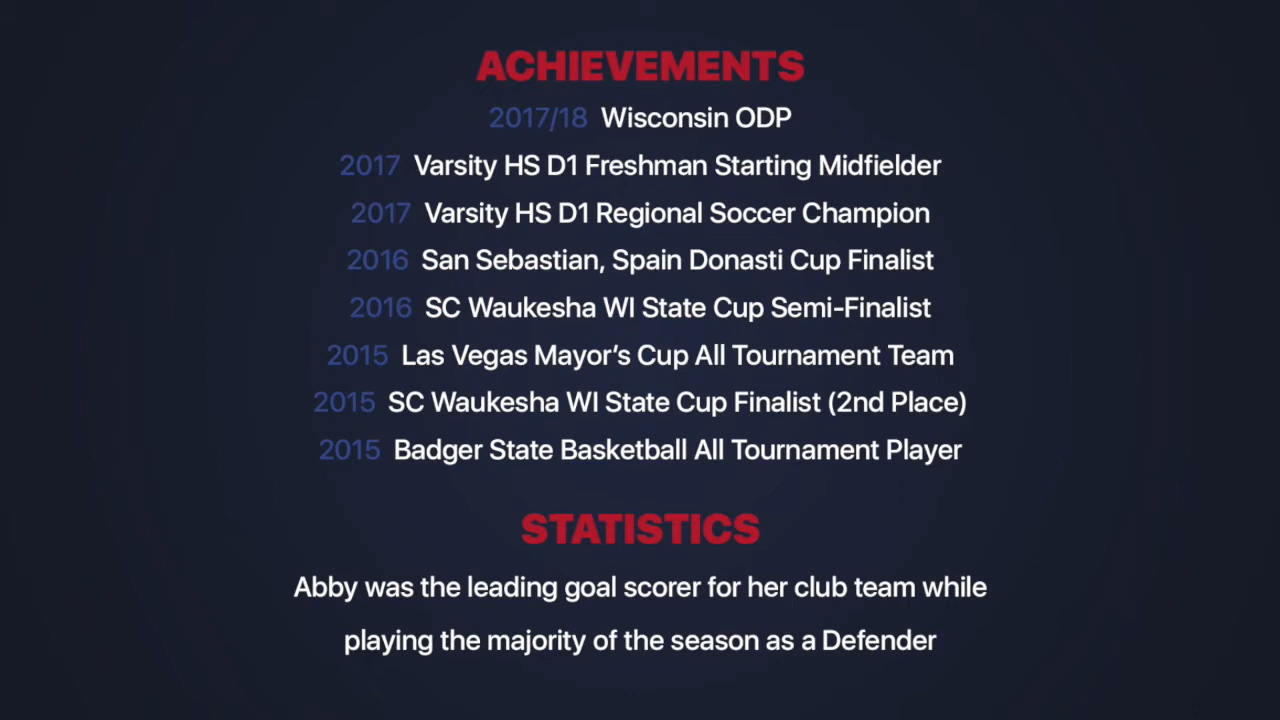 ACHIEVEMENTS
2017/18 Wisconsin ODP
2017 Varsity HS D1 Freshman Starting Midfielder
2017 Varsity HS D1 Regional Soccer Champion
2016 San Sebastian, Spain Donasti Cup Finalist
2016 SC Waukesha WI State Cup Semi-Finalist
2015 Las Vegas Mayor’s Cup All Tournament Team
2015 SC Waukesha WI State Cup Finalist (2nd Place)
2015 Badger State Basketball All Tournament Player
STATISTICS
Abby was the leading goal scorer for her club team while
playing the majority of the season as a Defender